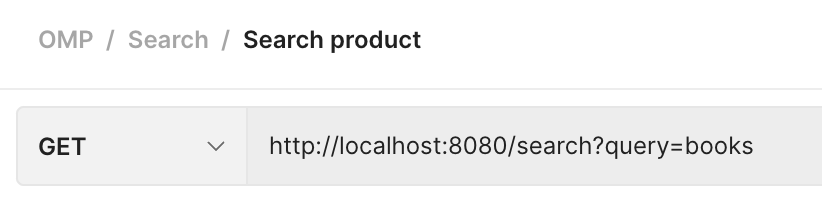 OMP / Search / Search product
GET http://localhost:8080/search?query=books